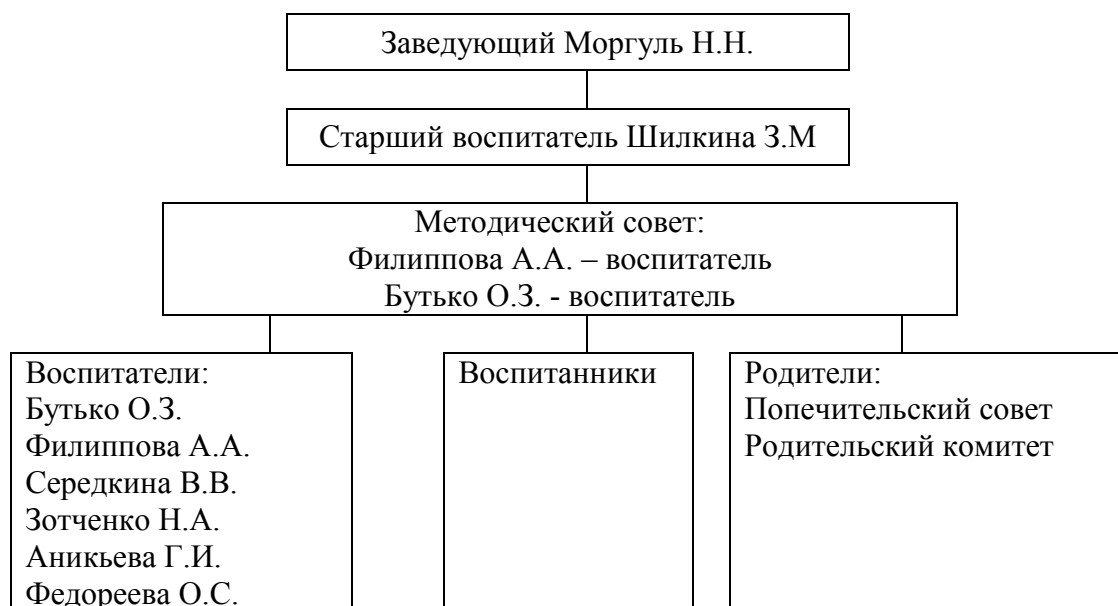 Заведующий Моргуль Н.Н.
Старший воспитатель Шилкина З.М
Методический совет:
Филиппова А.А. – воспитатель
Бутько О.З. - воспитатель
Воспитатели:
Бутько О.З.
Филиппова А.А.
Середкина В.В.
Зотченко Н.А.
Аникьева Г.И.
Федореева О.С.
Воспитанники
Родители:
Попечительский совет
Родительский комитет